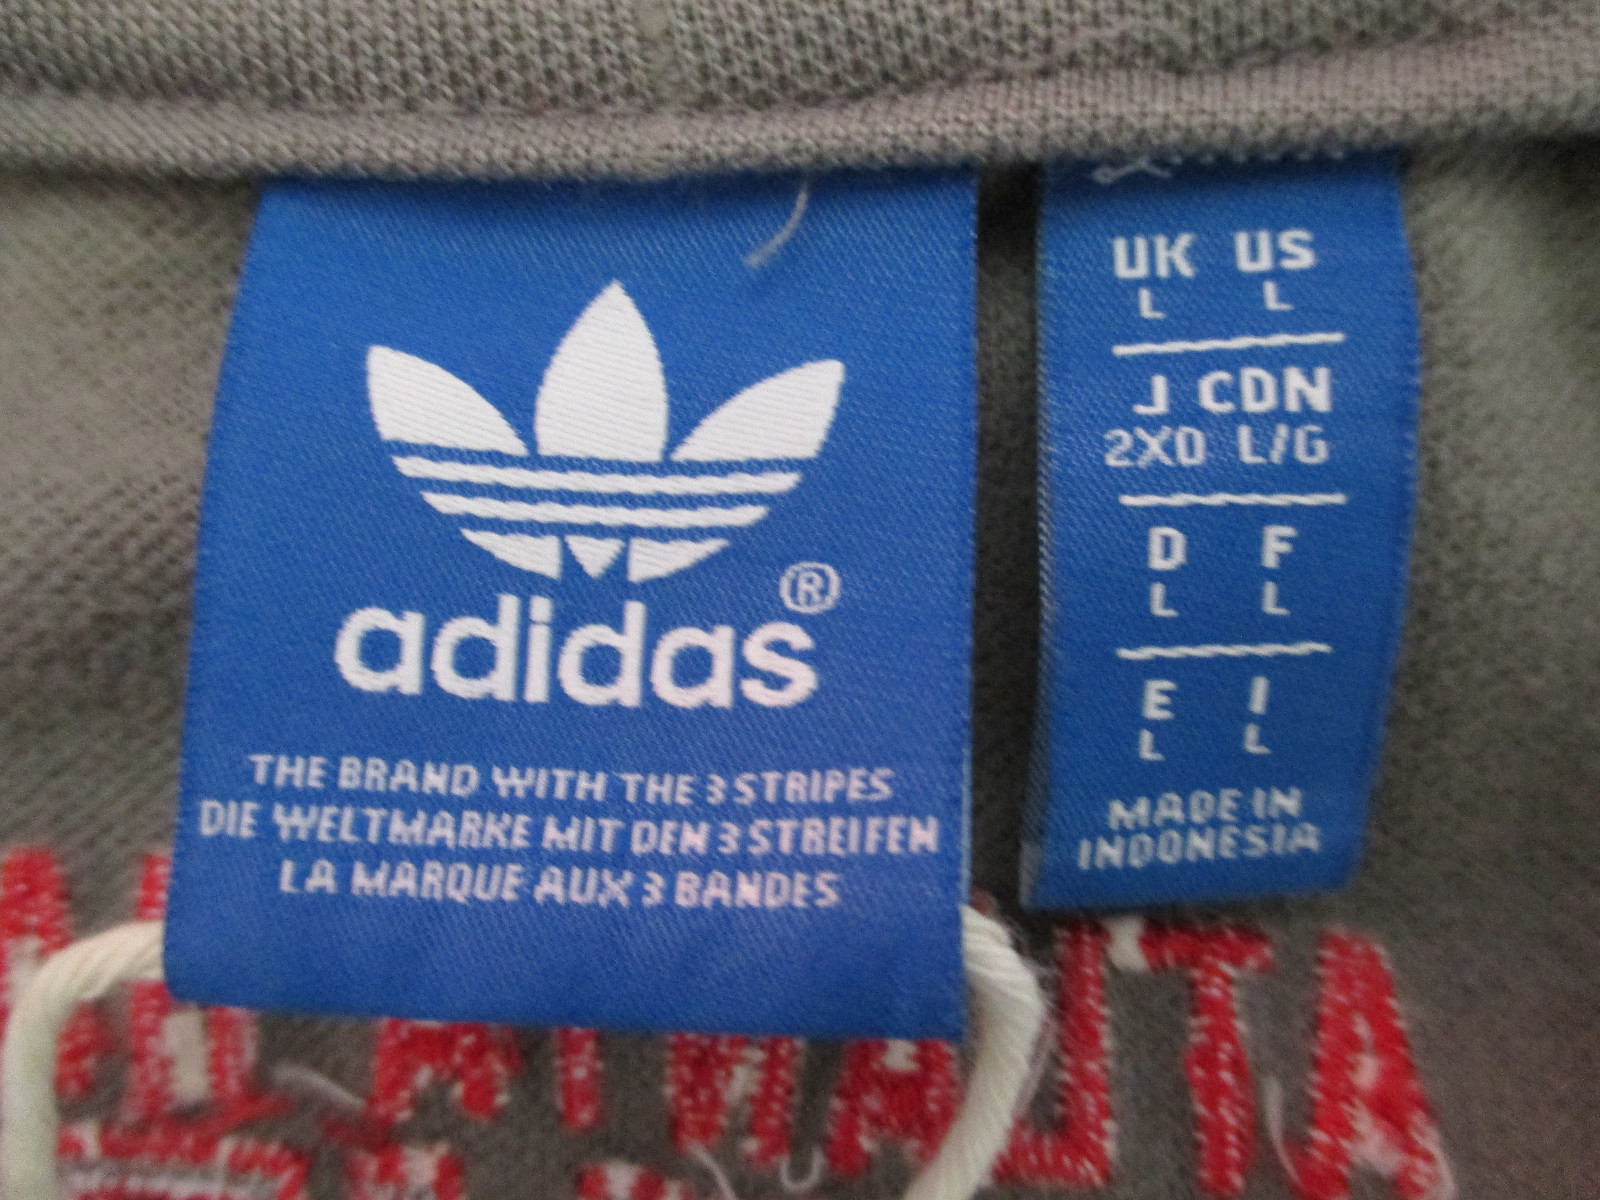 adidas®
THE BRAND WITH THE 3 STRIPES
DIE WELTMARKE MIT DEN 3 STREIFEN
LA MARQUE AUX 3 BANDES
UK US
L L
J CDN
2XO L/G
D F
L L
E I
L L
MADE IN
INDONESIA